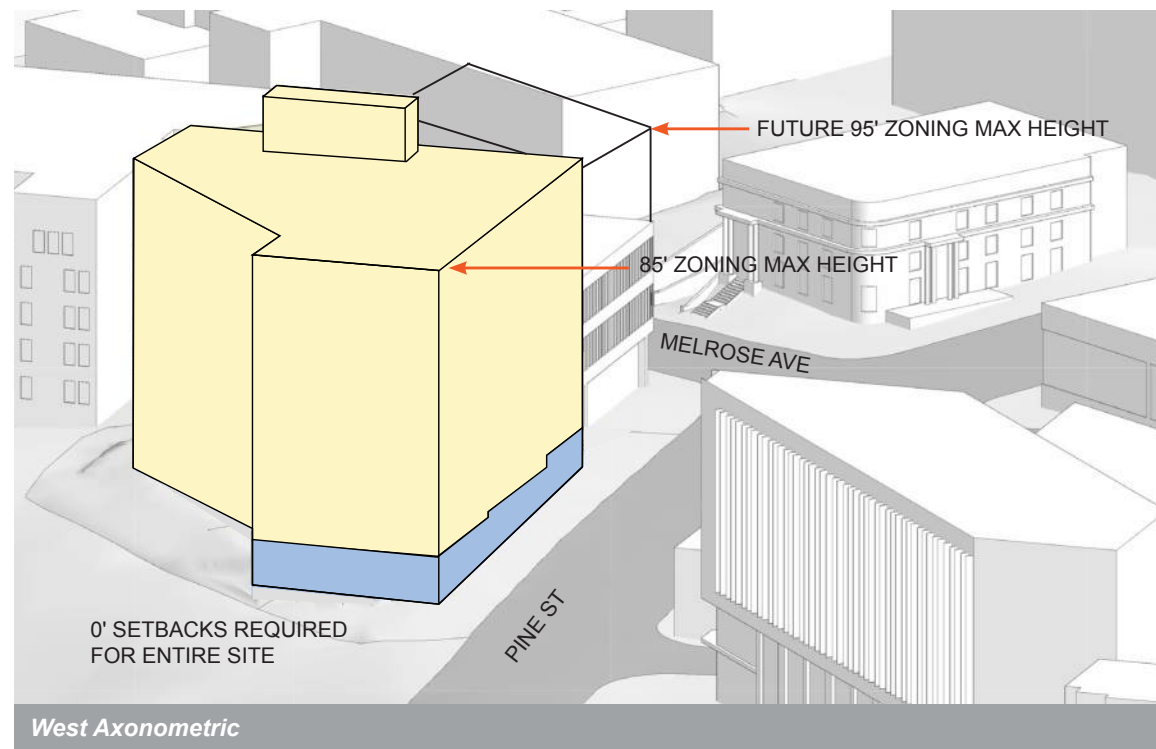 FUTURE 95' ZONING MAX HEIGHT
85' ZONING MAX HEIGHT
MELROSE AVE
PINE ST
0' SETBACKS REQUIRED
FOR ENTIRE SITE
West Axonometric